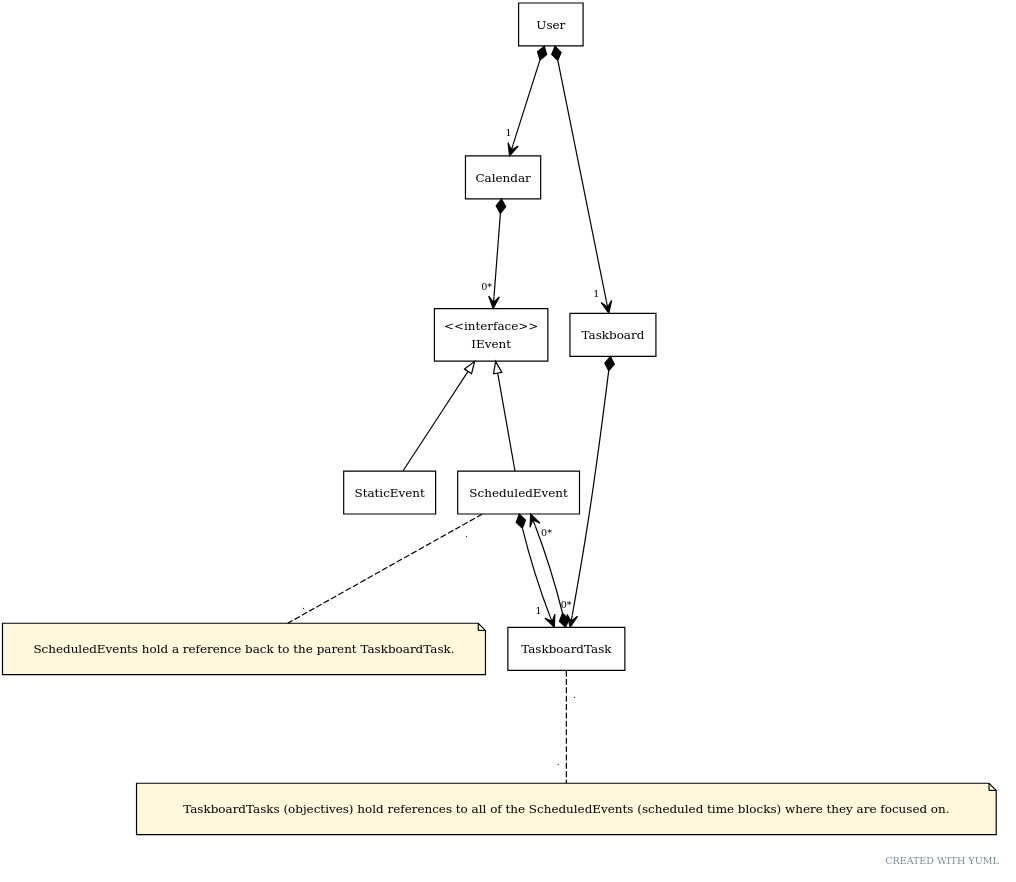 User
1
Calendar
0*
1
<<interface>>
IEvent
Taskboard
StaticEvent
ScheduledEvent
0*
.
0*
.
1
ScheduledEvents hold a reference back to the parent TaskboardTask.
TaskboardTask
.
.
TaskboardTasks (objectives) hold references to all of the ScheduledEvents (scheduled time blocks) where they are focused on.
CREATED WITH YUML